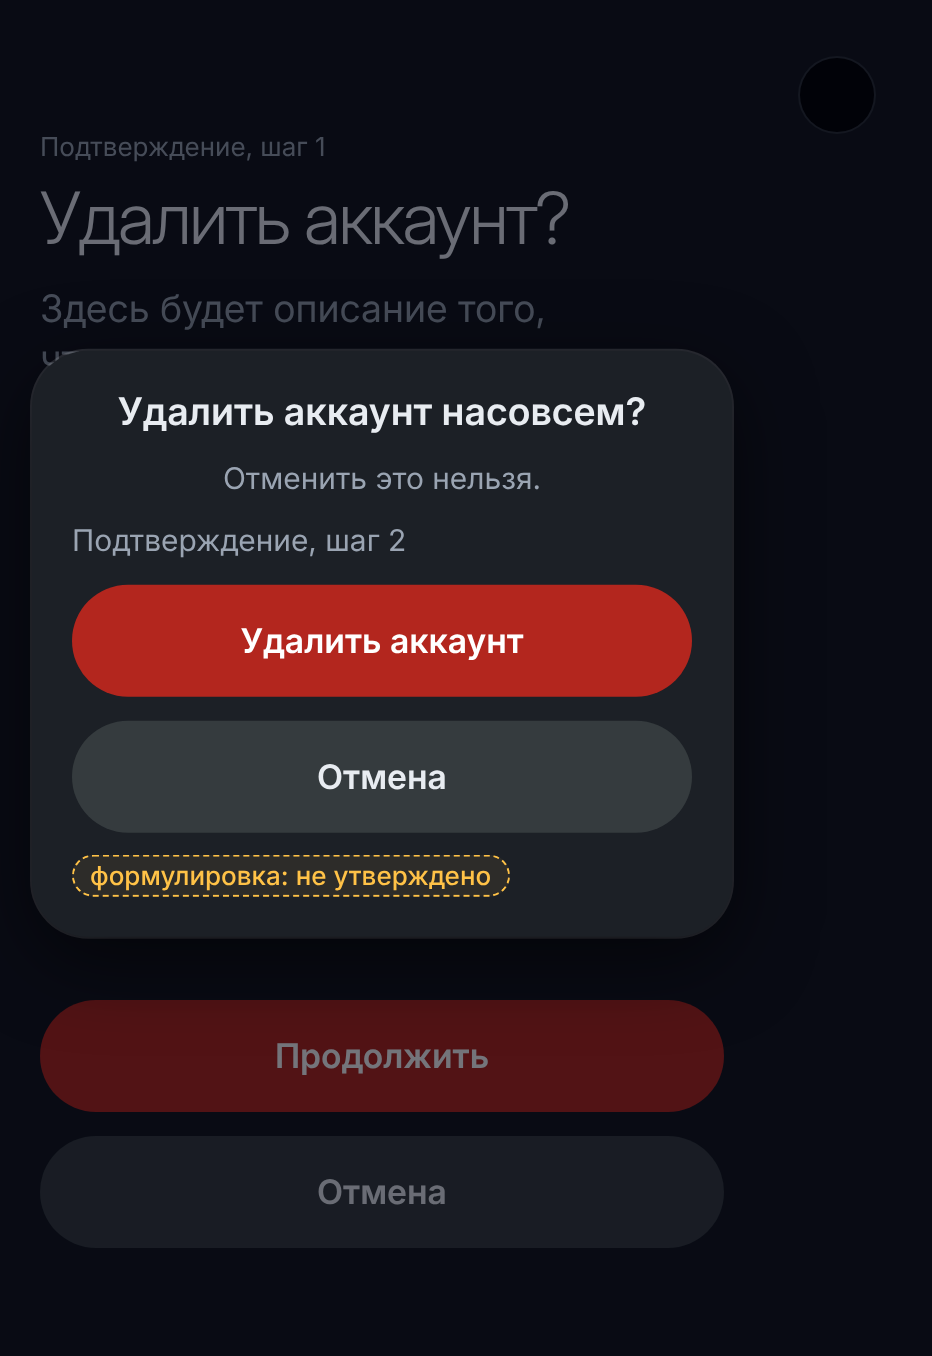 Подтверждение, шаг 1
Удалить аккаунт?
Здесь будет описание того,
Удалить аккаунт насовсем?
Отменить это нельзя.
Подтверждение, шаг 2
Удалить аккаунт
Отмена
формулировка: не утверждено
Продолжить
Отмена